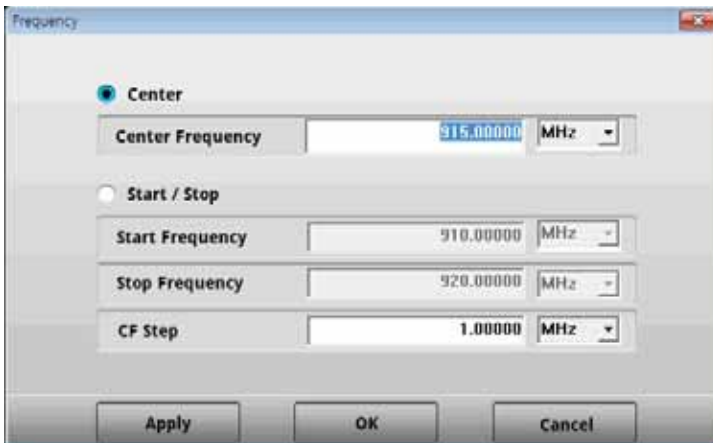 Frequency
Center
Center Frequency 915.00000 MHz
Start / Stop
Start Frequency 910.00000 MHz
Stop Frequency 920.00000 MHz
CF Step 1.00000 MHz
Apply OK Cancel